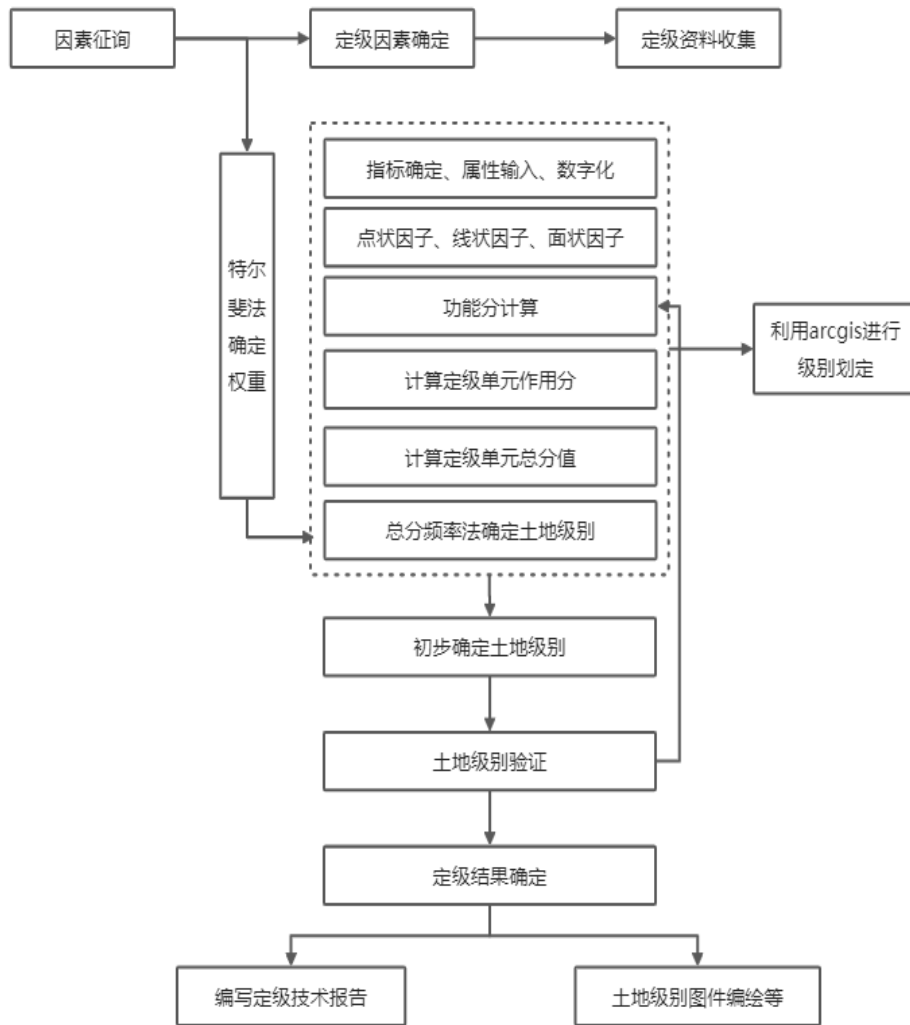 因素征询
定级因素确定
定级资料收集
指标确定、属性输入、数字化
点状因子、线状因子、面状因子
特尔
斐法
确定
权重
功能分计算
利用arcgis进行
级别划定
计算定级单元作用分
计算定级单元总分值
总分频率法确定土地级别
初步确定土地级别
土地级别验证
定级结果确定
编写定级技术报告
土地级别图件编绘等